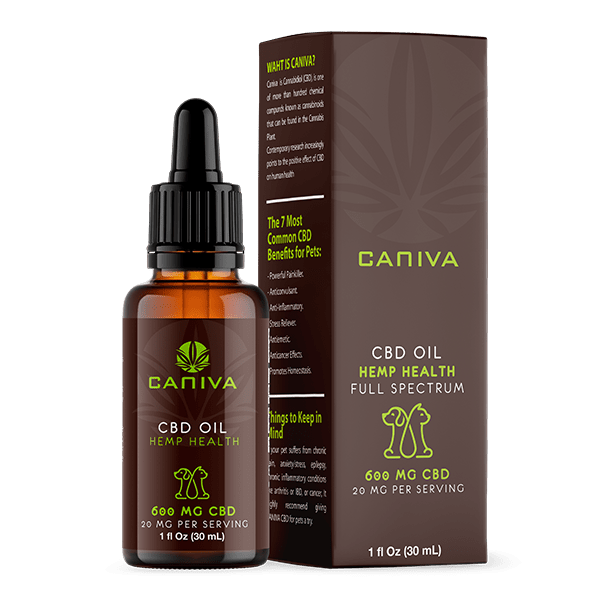 CANIVA
CBD OIL
HEMP HEALTH
600 MG CBD
20 MG PER SERVING
1 fl Oz (30 mL)
WAHT IS CANIVA?
Caniva is Cannabidiol (CBD), is one
of more than hundred chemical
compounds known as cannabinoids
that can be found in the Cannabis
Plant.
Contemporary research increasingly
points to the positive effect of CBD
on human health
The 7 Most
Common CBD
Benefits for Pets:
- Powerful Painkiller.
- Anticonvulsant.
Anti-Inflammatory.
Stress Reliever.
Antiemetic.
Anticancer Effects.
Promotes Homeostasis.
Things to Keep in
Mind
your pet suffers from chronic
pain, anxiety/stress, epilepsy,
chronic inflammatory conditions
like arthritis or IBD, or cancer, It
highly recommend giving
CBD for pets a try.
CANIVA
CBD OIL
HEMP HEALTH
FULL SPECTRUM
600 MG CBD
20 MG PER SERVING
1 fl Oz (30 mL)